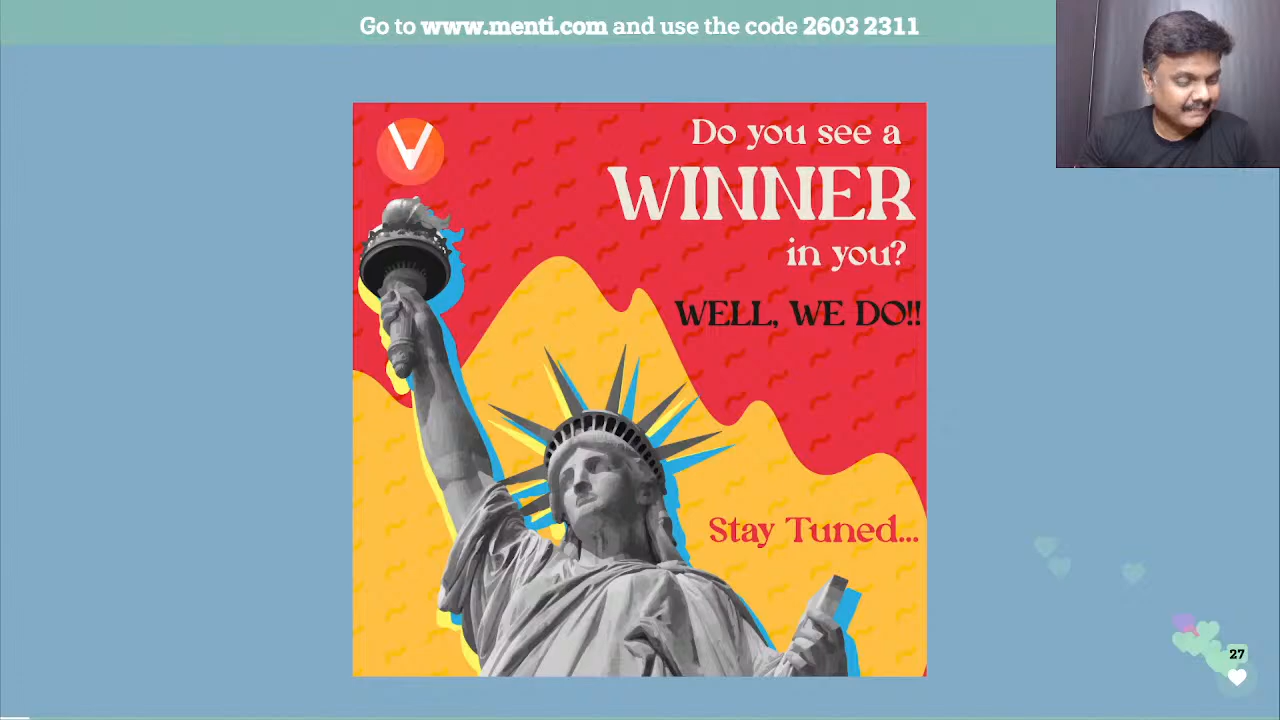 Go to www.menti.com and use the code 2603 2311
Do you see a
WINNER
in you?
WELL, WE DO!!
Stay Tuned...
27